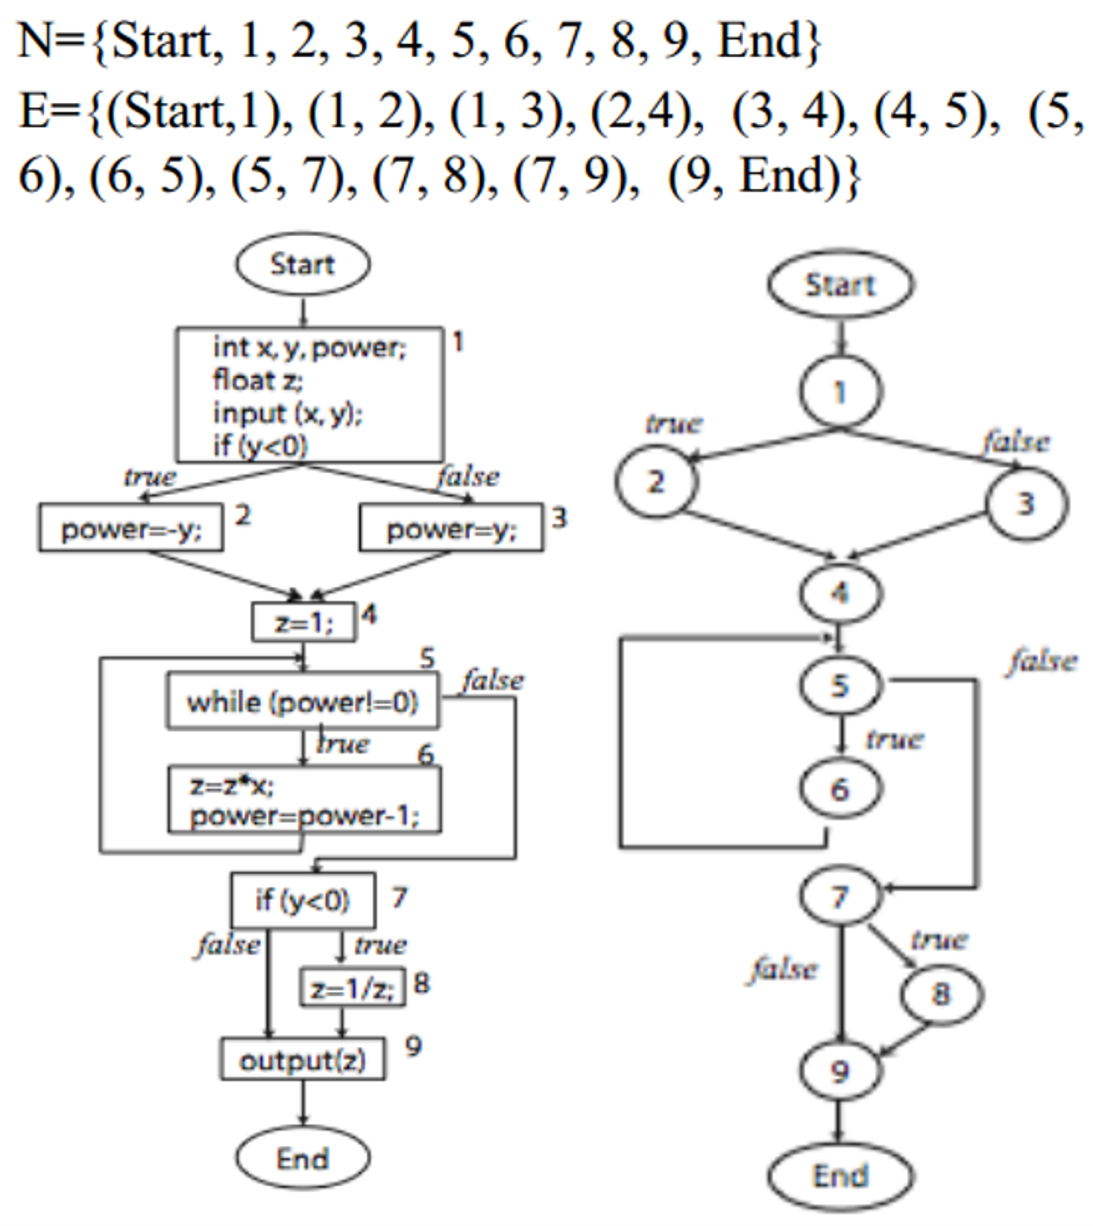 N={Start, 1, 2, 3, 4, 5, 6, 7, 8, 9, End}
E={(Start,1), (1, 2), (1, 3), (2,4), (3, 4), (4, 5), (5,
6), (6, 5), (5, 7), (7, 8), (7, 9), (9, End)}
Start
int x, y, power;
float z;
input (x, y);
if (y<0)
1
true
false
power=-y;
2
power=y;
3
z=1;
4
5
while (power!=0)
false
true
6
z=z*x;
power=power-1;
if (y<0)
7
false
true
z=1/z;
8
output(z)
9
End
Start
1
true
false
2
3
4
5
false
true
6
7
true
false
8
9
End